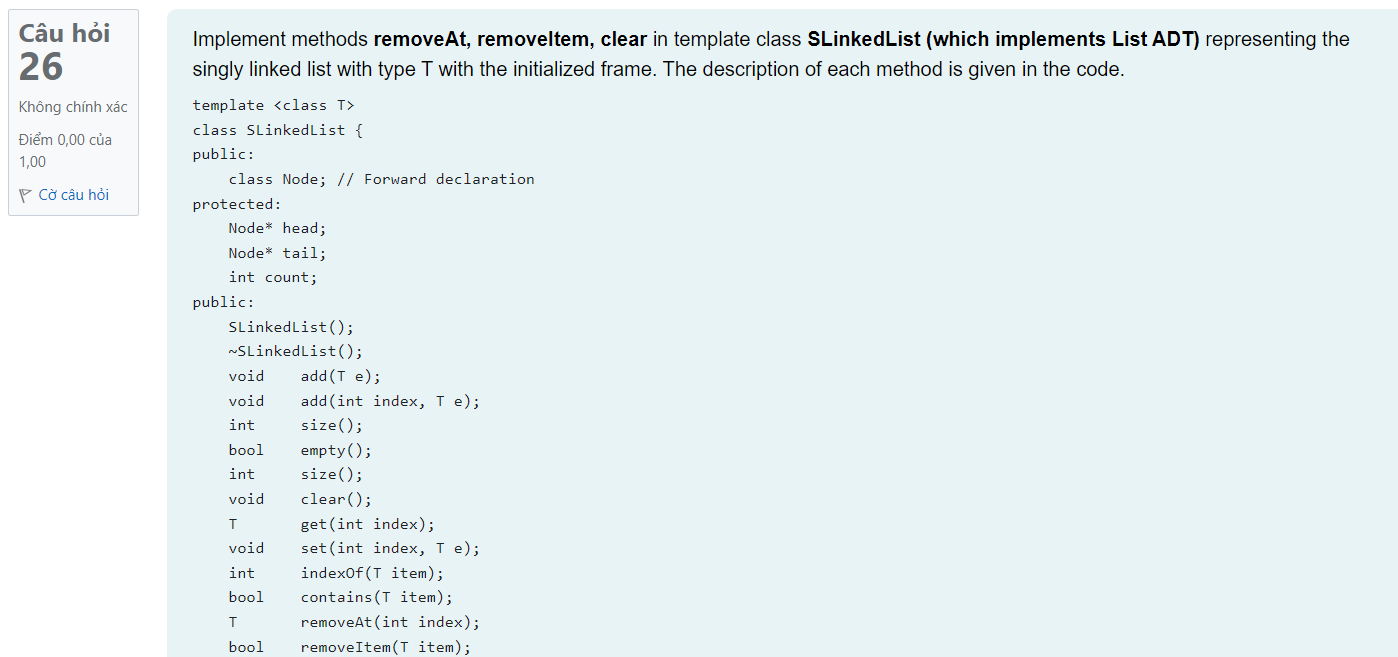 Câu hỏi
26
Không chính xác
Điểm 0,00 của
1,00
Cờ câu hỏi
Implement methods removeAt, removeItem, clear in template class SLinkedList (which implements List ADT) representing the
singly linked list with type T with the initialized frame. The description of each method is given in the code.
template <class T>
class SLinkedList {
public:
    class Node; // Forward declaration
protected:
    Node* head;
    Node* tail;
    int count;
public:
    SLinkedList();
    ~SLinkedList();
    void    add(T e);
    void    add(int index, T e);
    int     size();
    bool    empty();
    int     size();
    void    clear();
    T       get(int index);
    void    set(int index, T e);
    int     indexOf(T item);
    bool    contains(T item);
    T       removeAt(int index);
    bool    removeItem(T item);